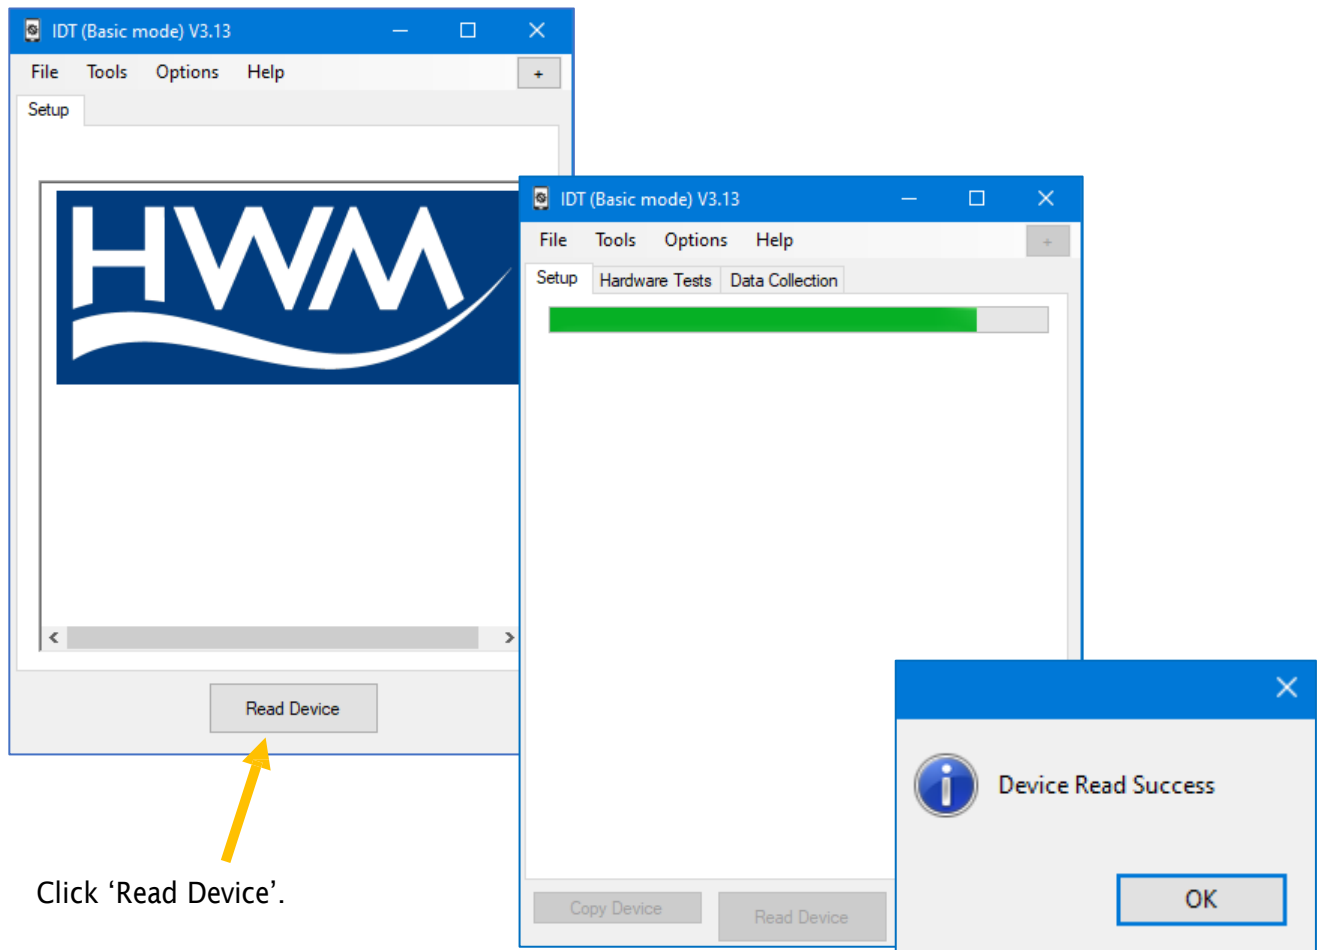 IDT (Basic mode) V3.13
File Tools Options Help +
Setup
HWM
Read Device
Click ‘Read Device’.
IDT (Basic mode) V3.13
File Tools Options Help +
Setup Hardware Tests Data Collection
Copy Device Read Device
Device Read Success
OK